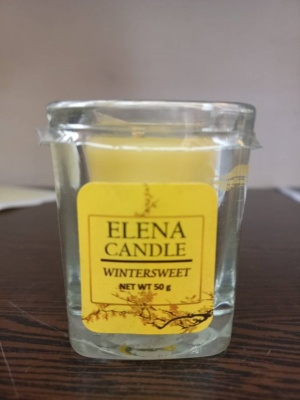 ELENA
CANDLE
WINTERSWEET
NET WT 50 g